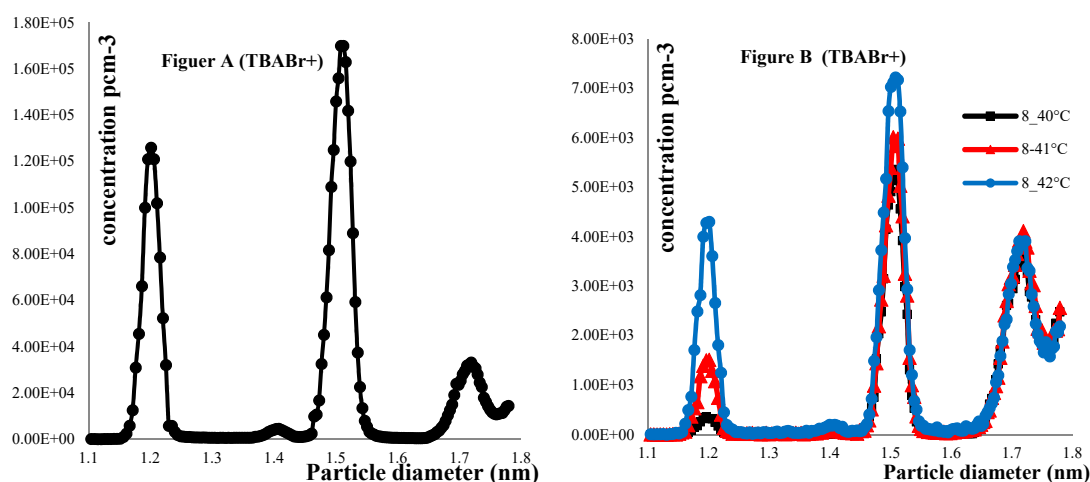 1.80E+05
1.60E+05
1.40E+05
1.20E+05
1.00E+05
8.00E+04
6.00E+04
4.00E+04
2.00E+04
0.00E+00
concentration pcm-3
Figuer A (TBABr+)
1.1 1.2 1.3 1.4 1.5 1.6 1.7 1.8
Particle diameter (nm)
8.00E+03
7.00E+03
6.00E+03
5.00E+03
4.00E+03
3.00E+03
2.00E+03
1.00E+03
0.00E+00
concentration pcm-3
Figure B (TBABr+)
8_40°C
8-41°C
8_42°C
1.1 1.2 1.3 1.4 1.5 1.6 1.7 1.8
Particle diameter (nm)